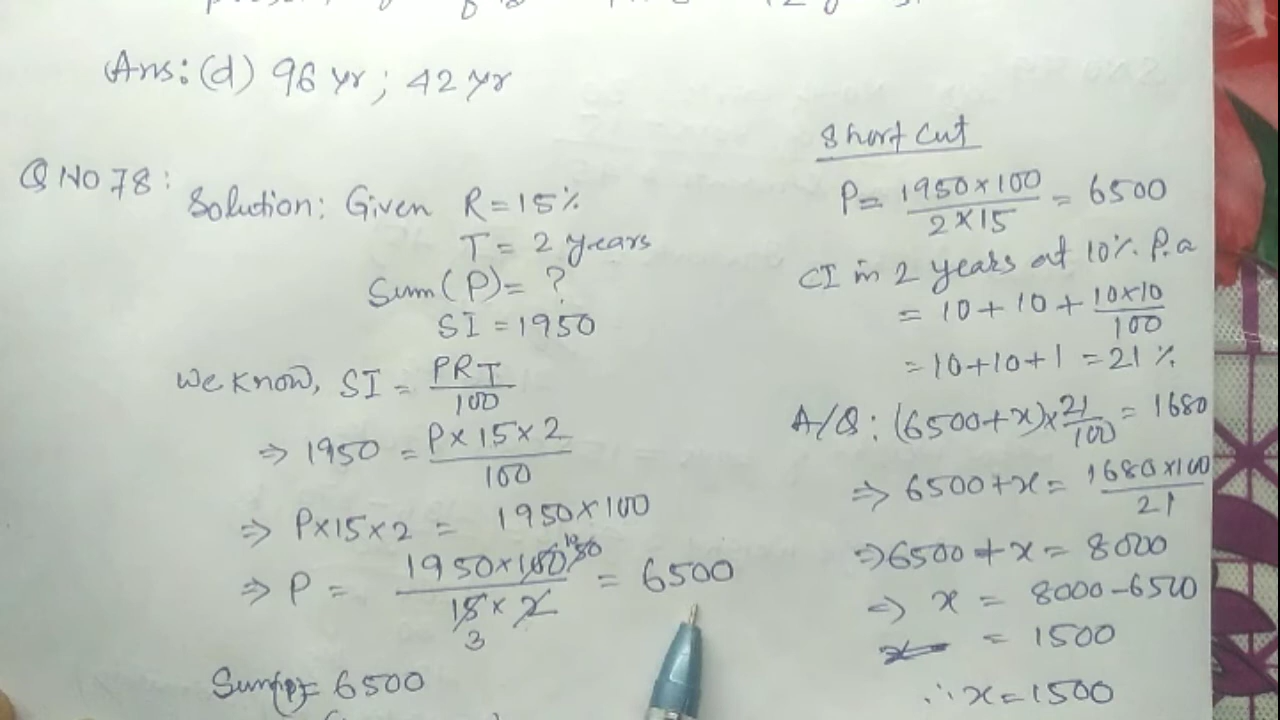 Ans: (d) 96 yr ; 42 yr
Q NO 78:
Solution: Given R = 15%
T = 2 years
Sum(P) = ?
SI = 1950
We know, SI = PRT/100
⇒ 1950 = P×15×2/100
⇒ P×15×2 = 1950×100
⇒ P = 1950×100/15×2 = 6500
10 50
3
Sum(P) = 6500
Short cut
P = 1950×100/2×15 = 6500
CI in 2 years at 10% P.a
= 10+10+ 10×10/100
= 10+10+1 = 21%
A/Q: (6500+x)×21/100 = 1680
⇒ 6500+x = 1680×100/21
⇒ 6500+x = 8000
⇒ x = 8000-6500
= 1500
∴ x = 1500